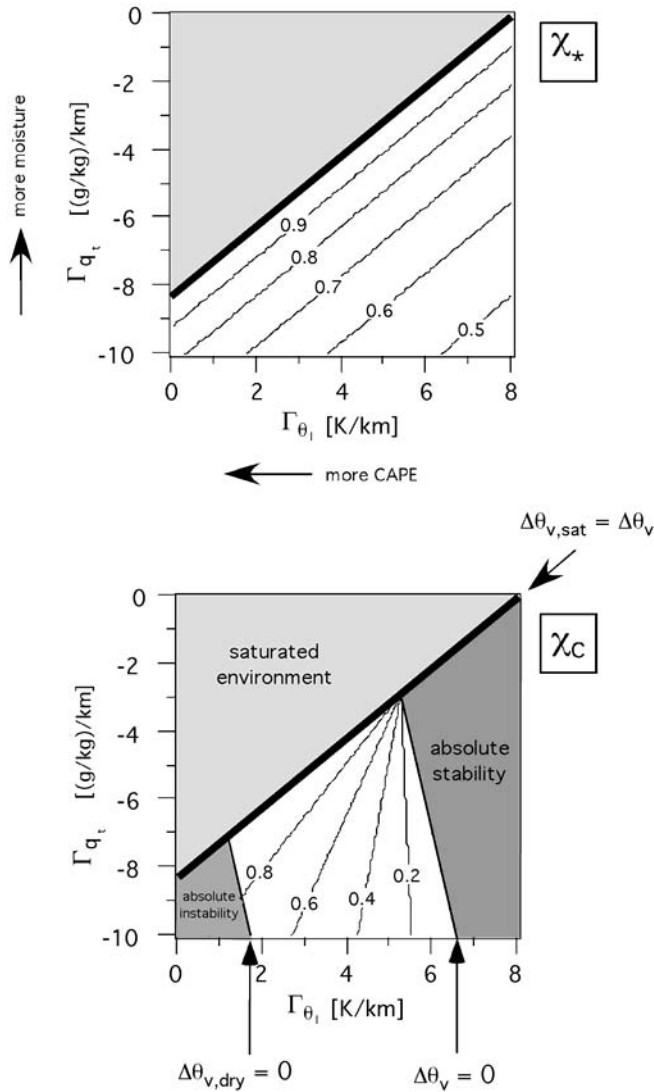 0
-2
-4
-6
-8
-10
Γqt [(g/kg)/km]
more moisture
χ*
0.9
0.8
0.7
0.6
0.5
0 2 4 6 8
Γθl [K/km]
more CAPE
Δθv,sat = Δθv
0
-2
-4
-6
-8
-10
Γqt [(g/kg)/km]
χC
saturated
environment
absolute
stability
absolute
instability
0.8
0.6
0.4
0.2
0 2 4 6 8
Γθl [K/km]
Δθv,dry = 0
Δθv = 0